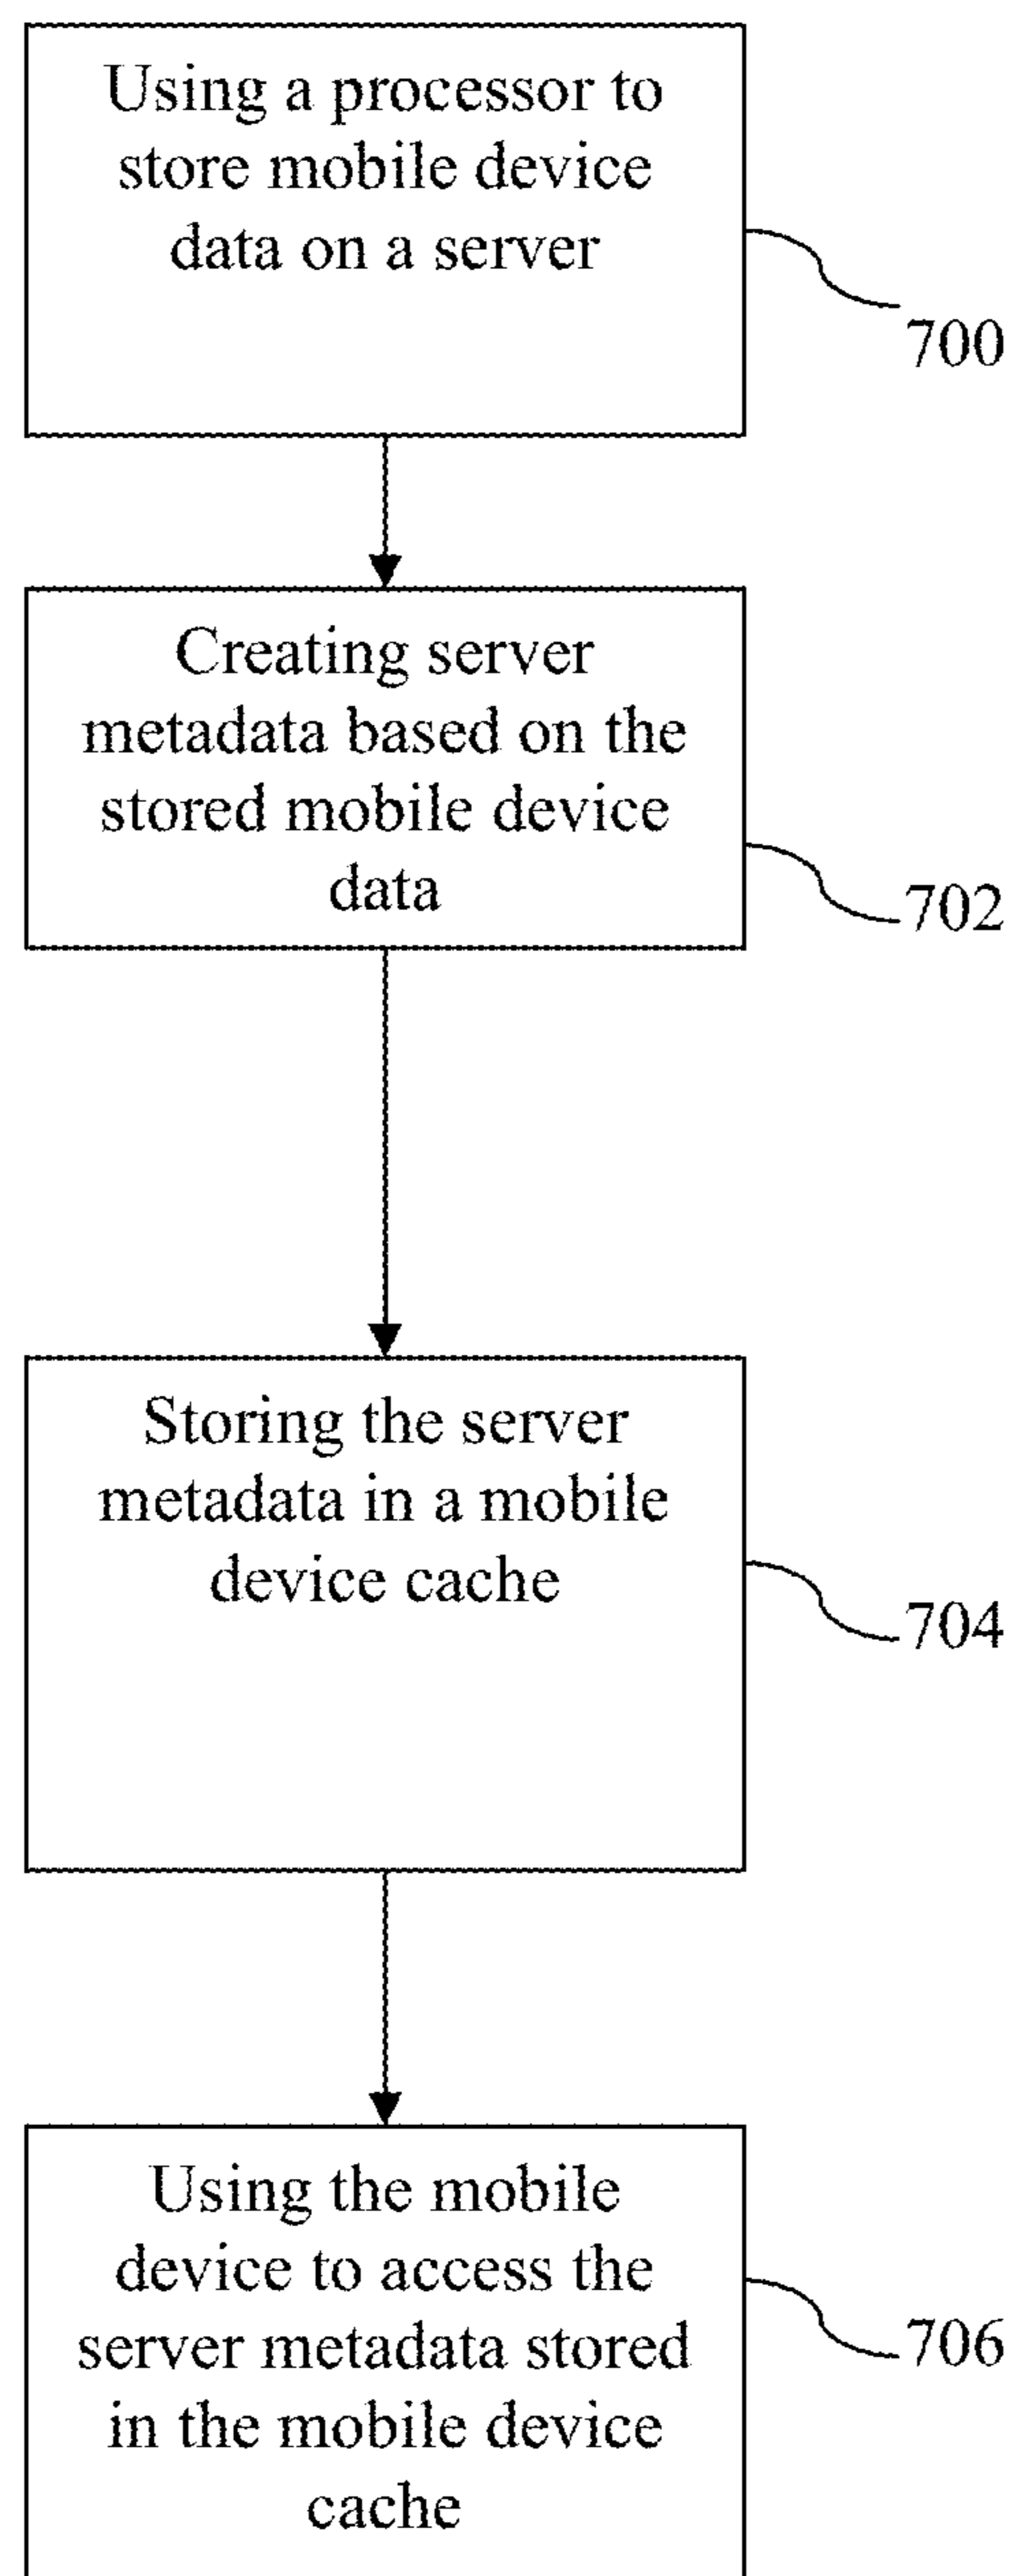 Using a processor to
store mobile device
data on a server
700
Creating server
metadata based on the
stored mobile device
data
702
Storing the server
metadata in a mobile
device cache
704
Using the mobile
device to access the
server metadata stored
in the mobile device
cache
706